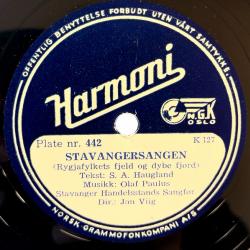 OFFENTLIG BENYTTELSE FORBUDT UTEN VÅRT SAMTYKKE.
Harmoni
N.G.A.
OSLO
Plate nr. 442
K 127
STAVANGERSANGEN
(Rygjafylkets fjeld og dybe fjord)
Tekst: S. A. Haugland
Musikk: Olaf Paulus
Stavanger Handelsstands Sangfor.
Dir.: Jon Viig
NORSK GRAMMOFONKOMPANI A/S